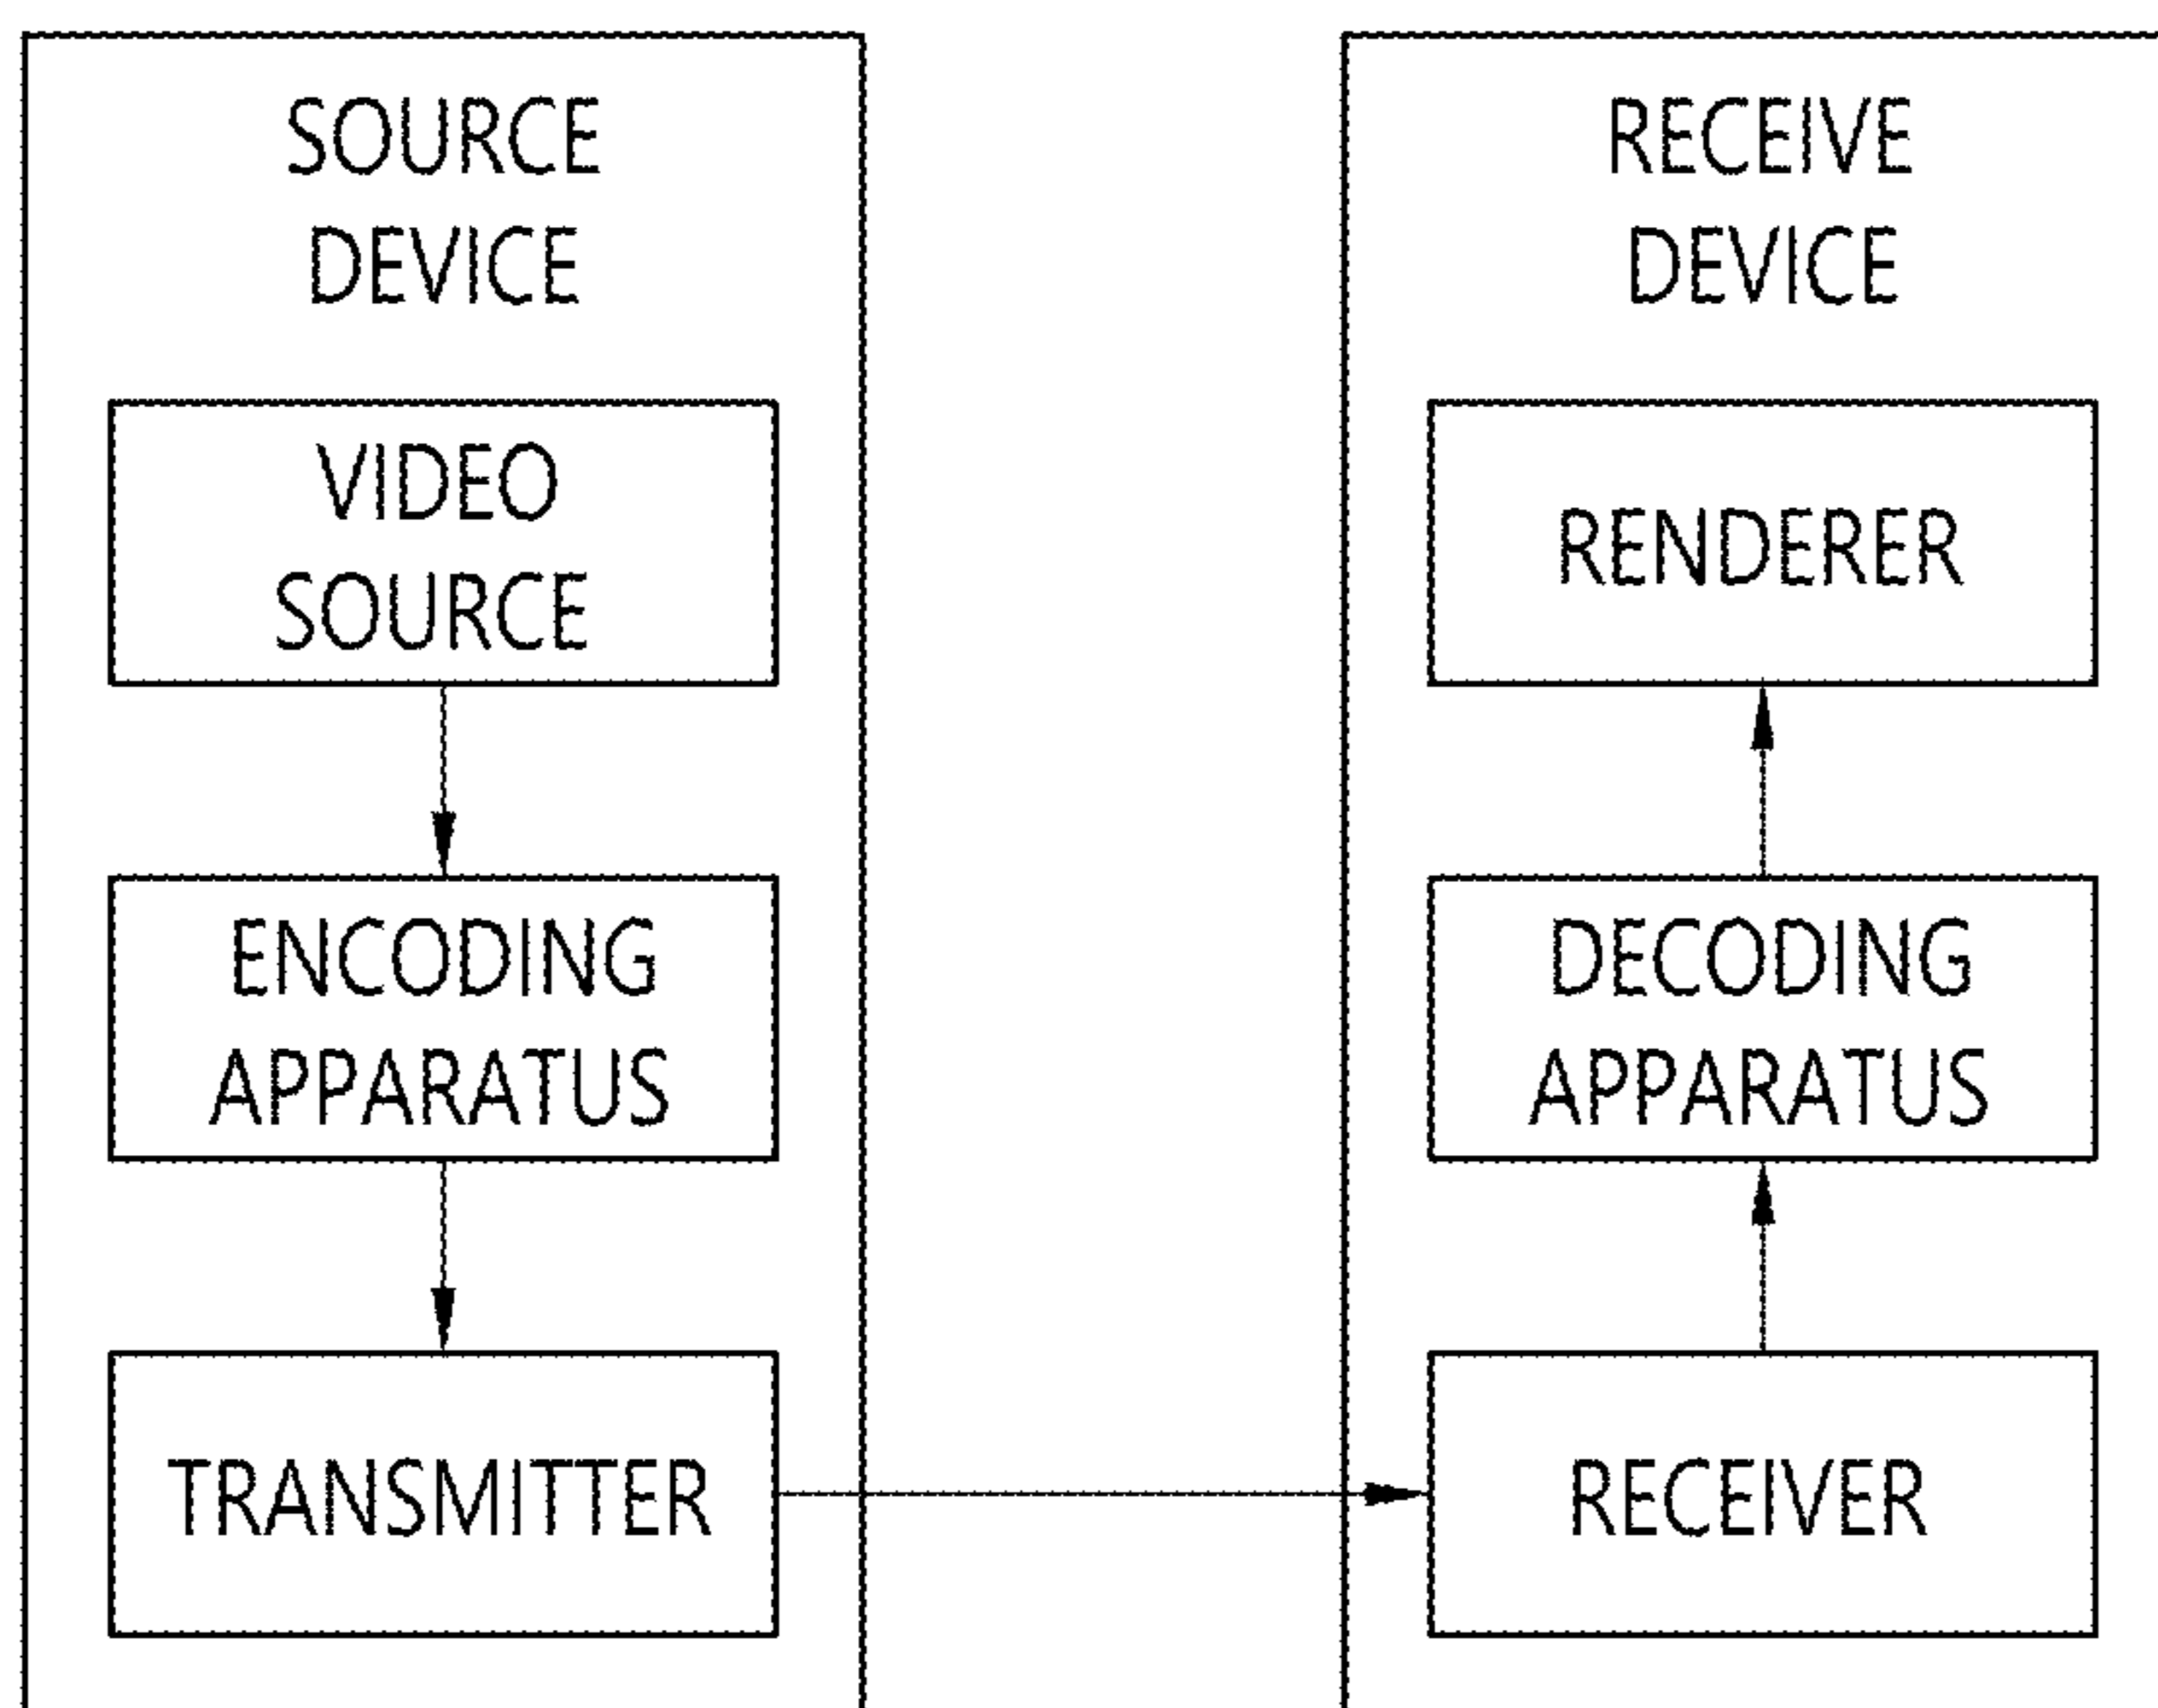 SOURCE
DEVICE
VIDEO
SOURCE
ENCODING
APPARATUS
TRANSMITTER
RECEIVE
DEVICE
RENDERER
DECODING
APPARATUS
RECEIVER